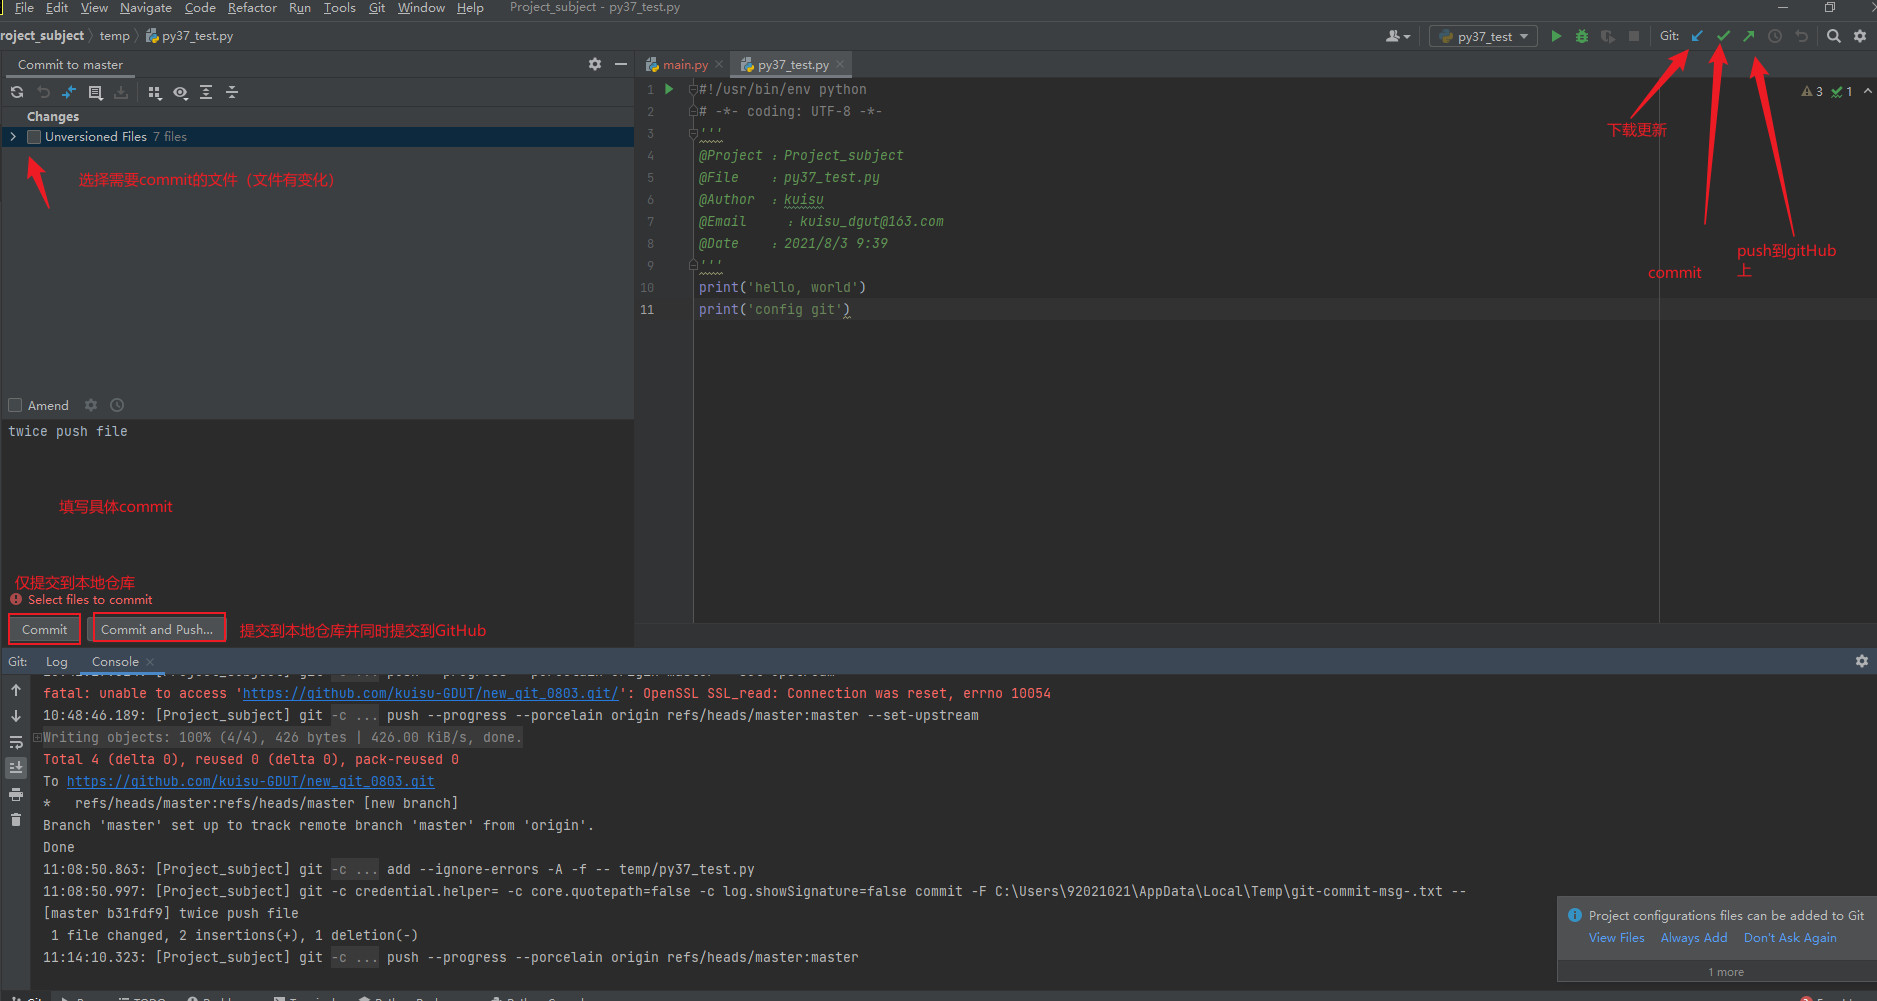 File Edit View Navigate Code Refactor Run Tools Git Window Help Project_subject - py37_test.py
roject_subject temp py37_test.py
py37_test Git:
Commit to master
main.py py37_test.py
Changes
Unversioned Files 7 files
选择需要commit的文件（文件有变化）
Amend
twice push file
填写具体commit
仅提交到本地仓库
Select files to commit
Commit Commit and Push...
提交到本地仓库并同时提交到GitHub
1 #!/usr/bin/env python
2 # -*- coding: UTF-8 -*-
3 '''
4 @Project ：Project_subject
5 @File ：py37_test.py
6 @Author ：kuisu
7 @Email ：kuisu_dgut@163.com
8 @Date ：2021/8/3 9:39
9 '''
10 print('hello, world')
11 print('config git')
3 1
下载更新
commit
push到gitHub
上
Git: Log Console
fatal: unable to access 'https://github.com/kuisu-GDUT/new_git_0803.git/': OpenSSL SSL_read: Connection was reset, errno 10054
10:48:46.189: [Project_subject] git -c ... push --progress --porcelain origin refs/heads/master:master --set-upstream
Writing objects: 100% (4/4), 426 bytes | 426.00 KiB/s, done.
Total 4 (delta 0), reused 0 (delta 0), pack-reused 0
To https://github.com/kuisu-GDUT/new_git_0803.git
* refs/heads/master:refs/heads/master [new branch]
Branch 'master' set up to track remote branch 'master' from 'origin'.
Done
11:08:50.863: [Project_subject] git -c ... add --ignore-errors -A -f -- temp/py37_test.py
11:08:50.997: [Project_subject] git -c credential.helper= -c core.quotepath=false -c log.showSignature=false commit -F C:\Users\92021021\AppData\Local\Temp\git-commit-msg-.txt --
[master b31fdf9] twice push file
1 file changed, 2 insertions(+), 1 deletion(-)
11:14:10.323: [Project_subject] git -c ... push --progress --porcelain origin refs/heads/master:master
Project configurations files can be added to Git
View Files Always Add Don't Ask Again
1 more